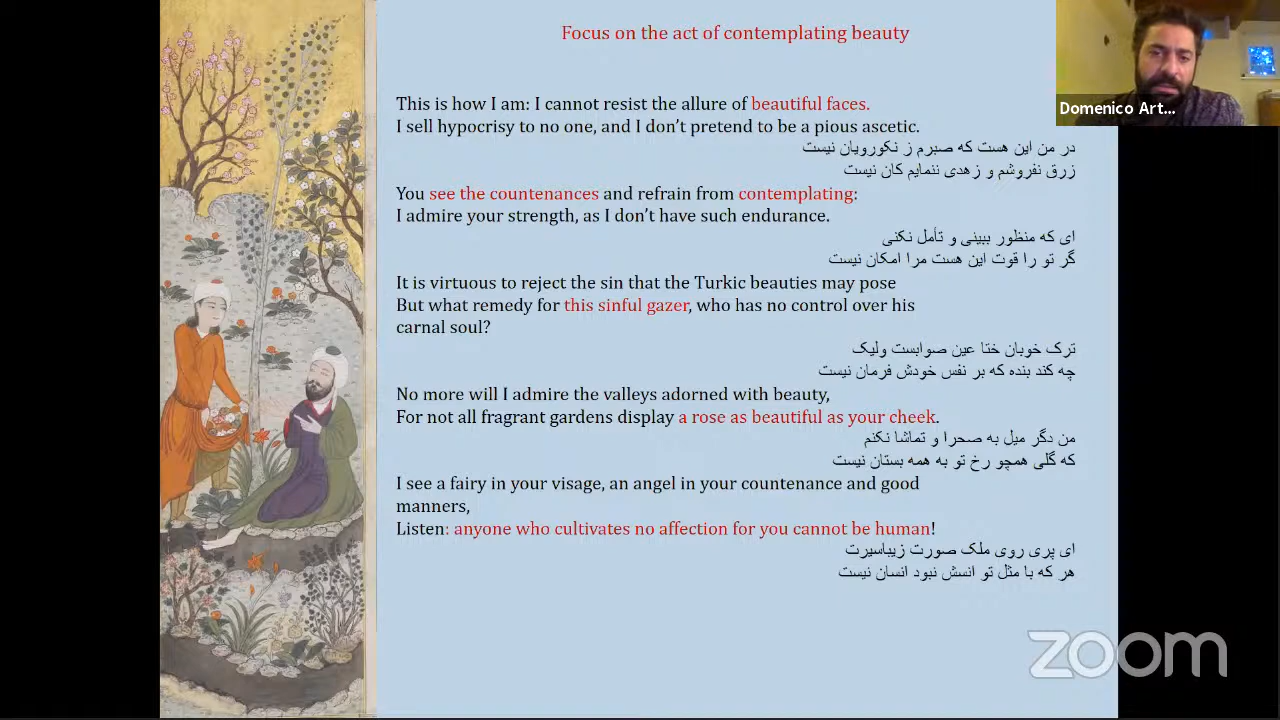 Focus on the act of contemplating beauty
Domenico Art...
This is how I am: I cannot resist the allure of beautiful faces.
I sell hypocrisy to no one, and I don’t pretend to be a pious ascetic.
در من این هست که صبرم ز نکورویان نیست
زرق نفروشم و زهدی ننمایم کان نیست
You see the countenances and refrain from contemplating:
I admire your strength, as I don’t have such endurance.
ای که منظور ببینی و تأمل نکنی
گر تو را قوت این هست مرا امکان نیست
It is virtuous to reject the sin that the Turkic beauties may pose
But what remedy for this sinful gazer, who has no control over his
carnal soul?
ترک خوبان ختا عین صوابست ولیک
چه کند بنده که بر نفس خودش فرمان نیست
No more will I admire the valleys adorned with beauty,
For not all fragrant gardens display a rose as beautiful as your cheek.
من دگر میل به صحرا و تماشا نکنم
که گلی همچو رخ تو به همه بستان نیست
I see a fairy in your visage, an angel in your countenance and good
manners,
Listen: anyone who cultivates no affection for you cannot be human!
ای پری روی ملک صورت زیباسیرت
هر که با مثل تو انسش نبود انسان نیست
zoom